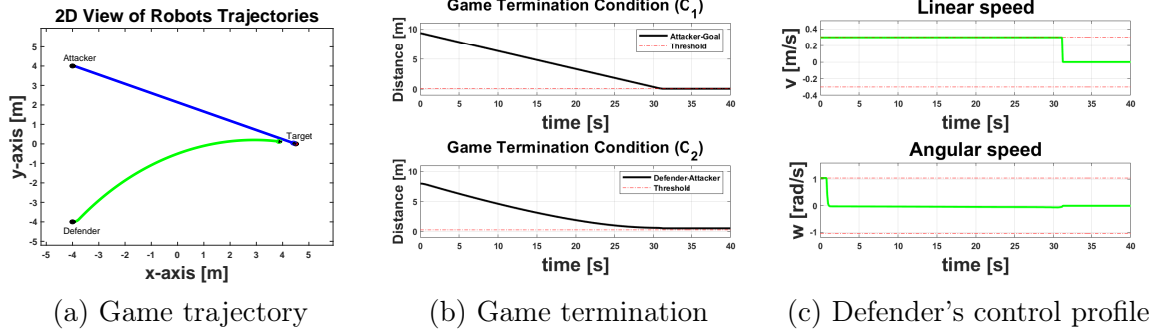 2D View of Robots Trajectories
5
4
3
2
1
0
-1
-2
-3
-4
-5
y-axis [m]
Attacker
Target
Defender
-5 -4 -3 -2 -1 0 1 2 3 4 5
x-axis [m]
(a) Game trajectory
Game Termination Condition (C1)
10
5
0
Distance [m]
Attacker-Goal
Threshold
0 5 10 15 20 25 30 35 40
time [s]
Game Termination Condition (C2)
10
5
0
Distance [m]
Defender-Attacker
Threshold
0 5 10 15 20 25 30 35 40
time [s]
(b) Game termination
Linear speed
0.4
0.2
0
-0.4
v [m/s]
0 5 10 15 20 25 30 35 40
time [s]
Angular speed
1
0
-1
w [rad/s]
0 5 10 15 20 25 30 35 40
time [s]
(c) Defender's control profile